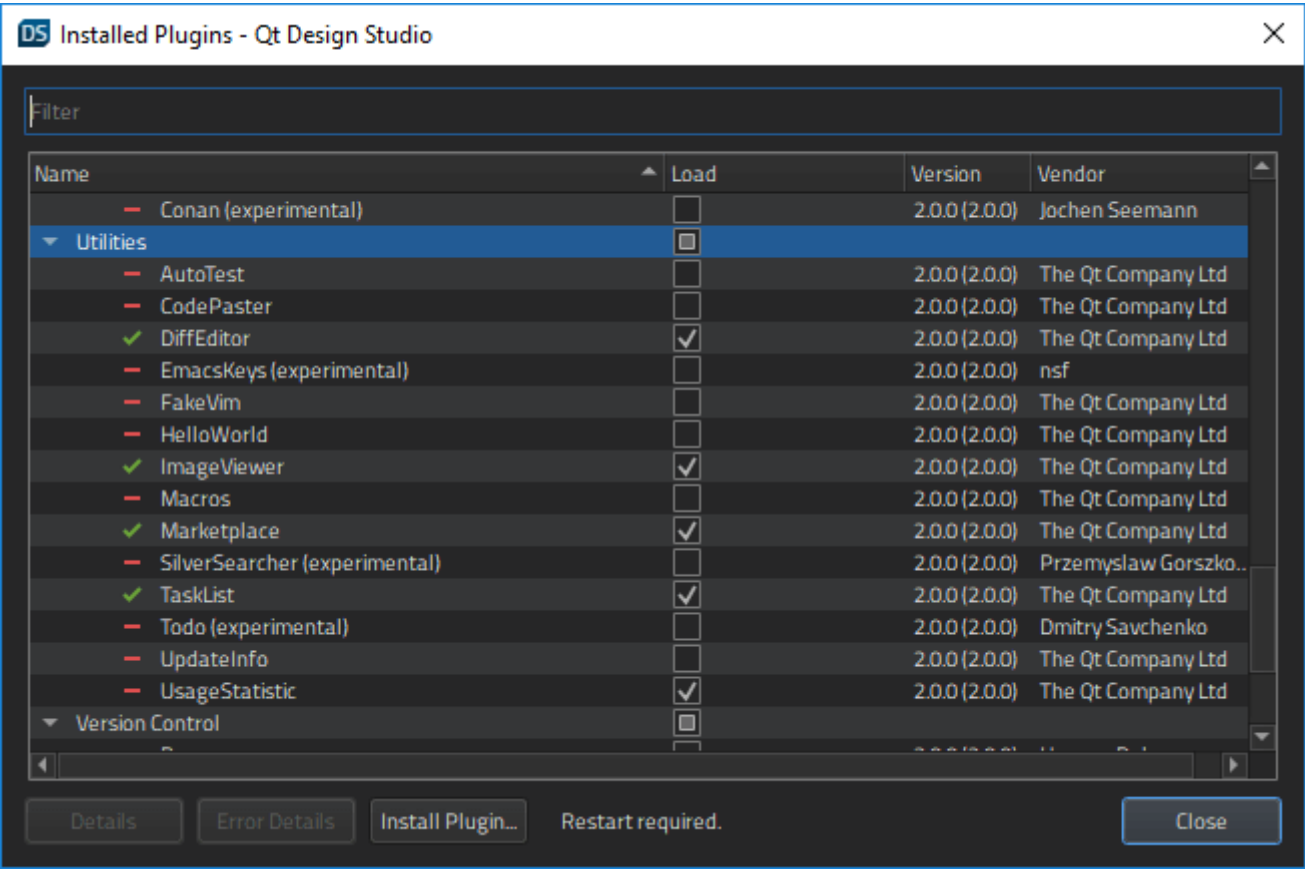 DS Installed Plugins - Qt Design Studio
Filter
Name Load Version Vendor
Conan (experimental) 2.0.0 (2.0.0) Jochen Seemann
Utilities
AutoTest 2.0.0 (2.0.0) The Qt Company Ltd
CodePaster 2.0.0 (2.0.0) The Qt Company Ltd
DiffEditor 2.0.0 (2.0.0) The Qt Company Ltd
EmacsKeys (experimental) 2.0.0 (2.0.0) nsf
FakeVim 2.0.0 (2.0.0) The Qt Company Ltd
HelloWorld 2.0.0 (2.0.0) The Qt Company Ltd
ImageViewer 2.0.0 (2.0.0) The Qt Company Ltd
Macros 2.0.0 (2.0.0) The Qt Company Ltd
Marketplace 2.0.0 (2.0.0) The Qt Company Ltd
SilverSearcher (experimental) 2.0.0 (2.0.0) Przemyslaw Gorszko...
TaskList 2.0.0 (2.0.0) The Qt Company Ltd
Todo (experimental) 2.0.0 (2.0.0) Dmitry Savchenko
UpdateInfo 2.0.0 (2.0.0) The Qt Company Ltd
UsageStatistic 2.0.0 (2.0.0) The Qt Company Ltd
Version Control
Details Error Details Install Plugin... Restart required. Close